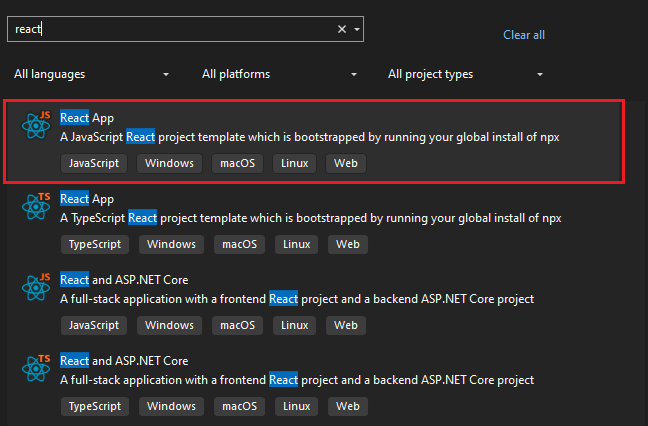 react
Clear all
All languages
All platforms
All project types
JS
React App
A JavaScript React project template which is bootstrapped by running your global install of npx
JavaScript Windows macOS Linux Web
TS
React App
A TypeScript React project template which is bootstrapped by running your global install of npx
TypeScript Windows macOS Linux Web
JS
React and ASP.NET Core
A full-stack application with a frontend React project and a backend ASP.NET Core project
JavaScript Windows macOS Linux Web
TS
React and ASP.NET Core
A full-stack application with a frontend React project and a backend ASP.NET Core project
TypeScript Windows macOS Linux Web